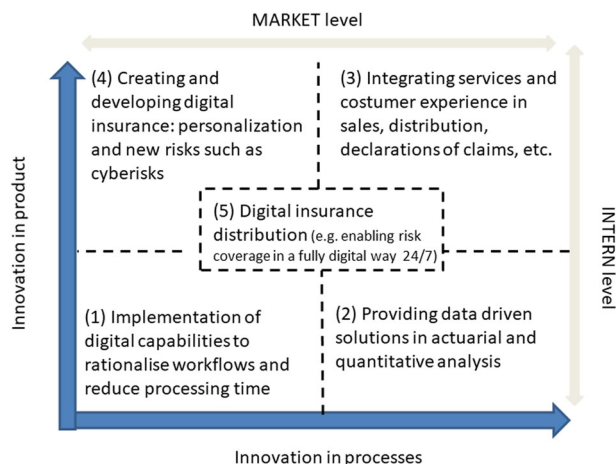 MARKET level
(4) Creating and
developing digital
insurance: personalization
and new risks such as
cyberisks
(3) Integrating services and
costumer experience in
sales, distribution,
declarations of claims, etc.
(5) Digital insurance
distribution (e.g. enabling risk
coverage in a fully digital way 24/7)
(1) Implementation of
digital capabilities to
rationalise workflows and
reduce processing time
(2) Providing data driven
solutions in actuarial and
quantitative analysis
Innovation in product
INTERN level
Innovation in processes